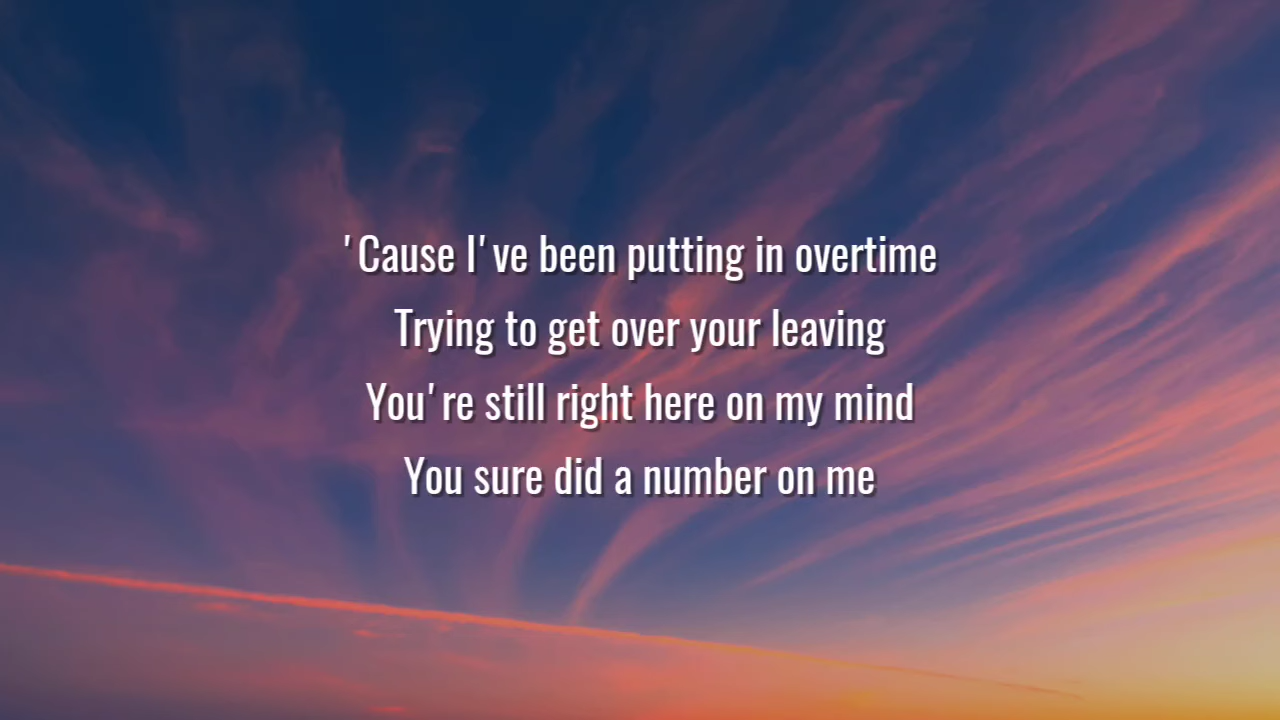 'Cause I've been putting in overtime
Trying to get over your leaving
You're still right here on my mind
You sure did a number on me